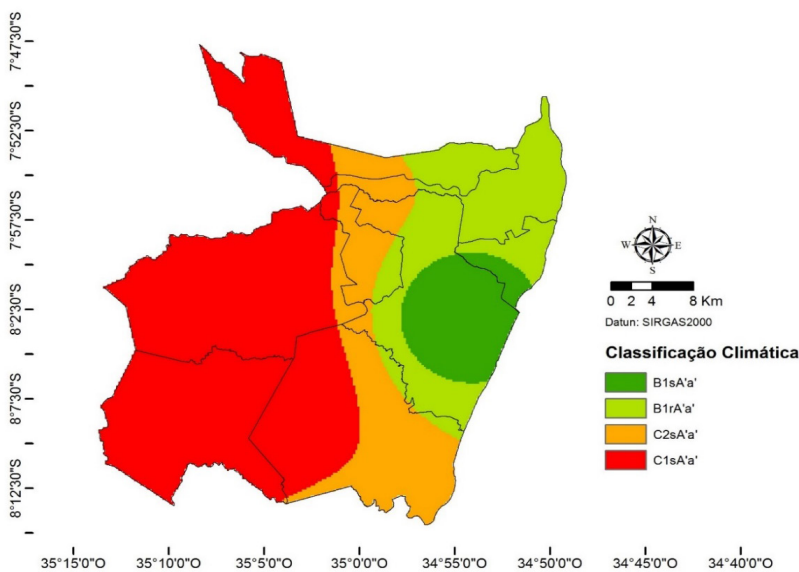 7°47'30"S
7°52'30"S
7°57'30"S
8°2'30"S
8°7'30"S
8°12'30"S
N
W E
S
0 2 4 8 Km
Datun: SIRGAS2000
Classificação Climática
B1sA'a'
B1rA'a'
C2sA'a'
C1sA'a'
35°15'0"O 35°10'0"O 35°5'0"O 35°0'0"O 34°55'0"O 34°50'0"O 34°45'0"O 34°40'0"O